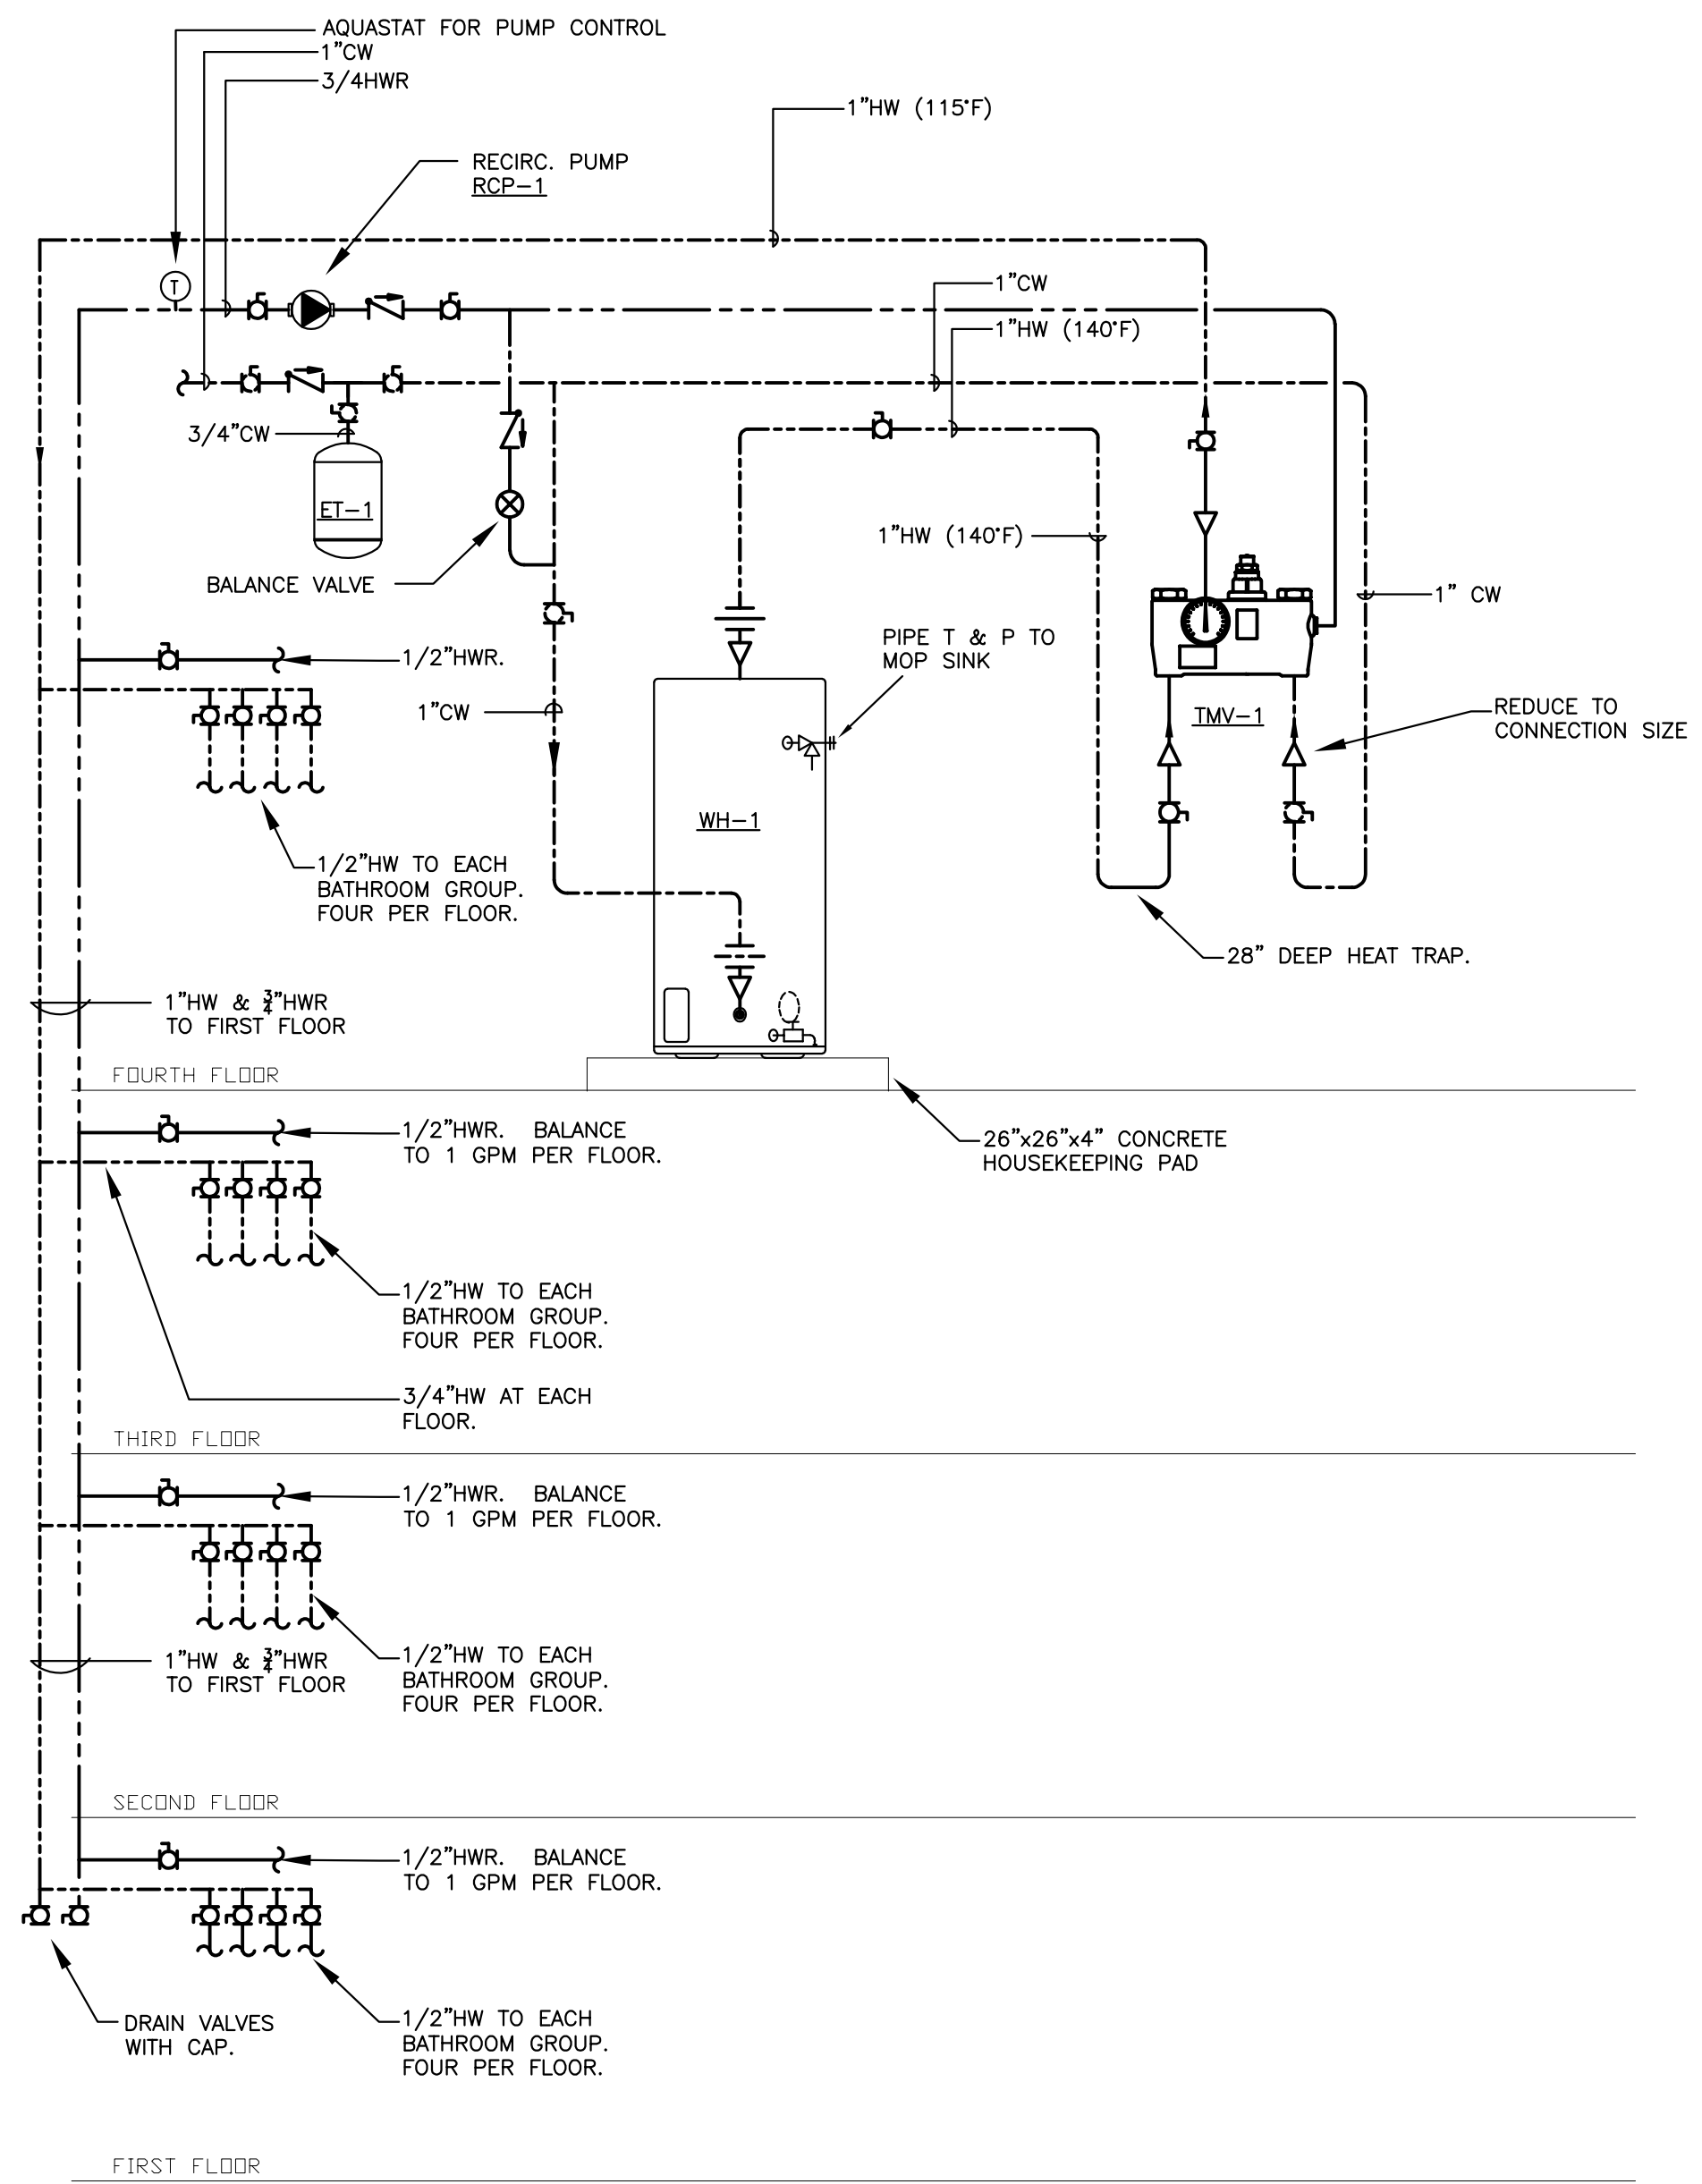 AQUASTAT FOR PUMP CONTROL
1"CW
3/4HWR
1"HW (115°F)
RECIRC. PUMP
RCP-1
T
1"CW
1"HW (140°F)
3/4"CW
ET-1
BALANCE VALVE
1"HW (140°F)
1" CW
PIPE T & P TO
MOP SINK
1/2"HWR.
1"CW
TMV-1
REDUCE TO
CONNECTION SIZE
WH-1
1/2"HW TO EACH
BATHROOM GROUP.
FOUR PER FLOOR.
28" DEEP HEAT TRAP.
1"HW & 3/4"HWR
TO FIRST FLOOR
FOURTH FLOOR
1/2"HWR. BALANCE
TO 1 GPM PER FLOOR.
26"x26"x4" CONCRETE
HOUSEKEEPING PAD
1/2"HW TO EACH
BATHROOM GROUP.
FOUR PER FLOOR.
3/4"HW AT EACH
FLOOR.
THIRD FLOOR
1/2"HWR. BALANCE
TO 1 GPM PER FLOOR.
1/2"HW TO EACH
BATHROOM GROUP.
FOUR PER FLOOR.
1"HW & 3/4"HWR
TO FIRST FLOOR
SECOND FLOOR
1/2"HWR. BALANCE
TO 1 GPM PER FLOOR.
DRAIN VALVES
WITH CAP.
1/2"HW TO EACH
BATHROOM GROUP.
FOUR PER FLOOR.
FIRST FLOOR